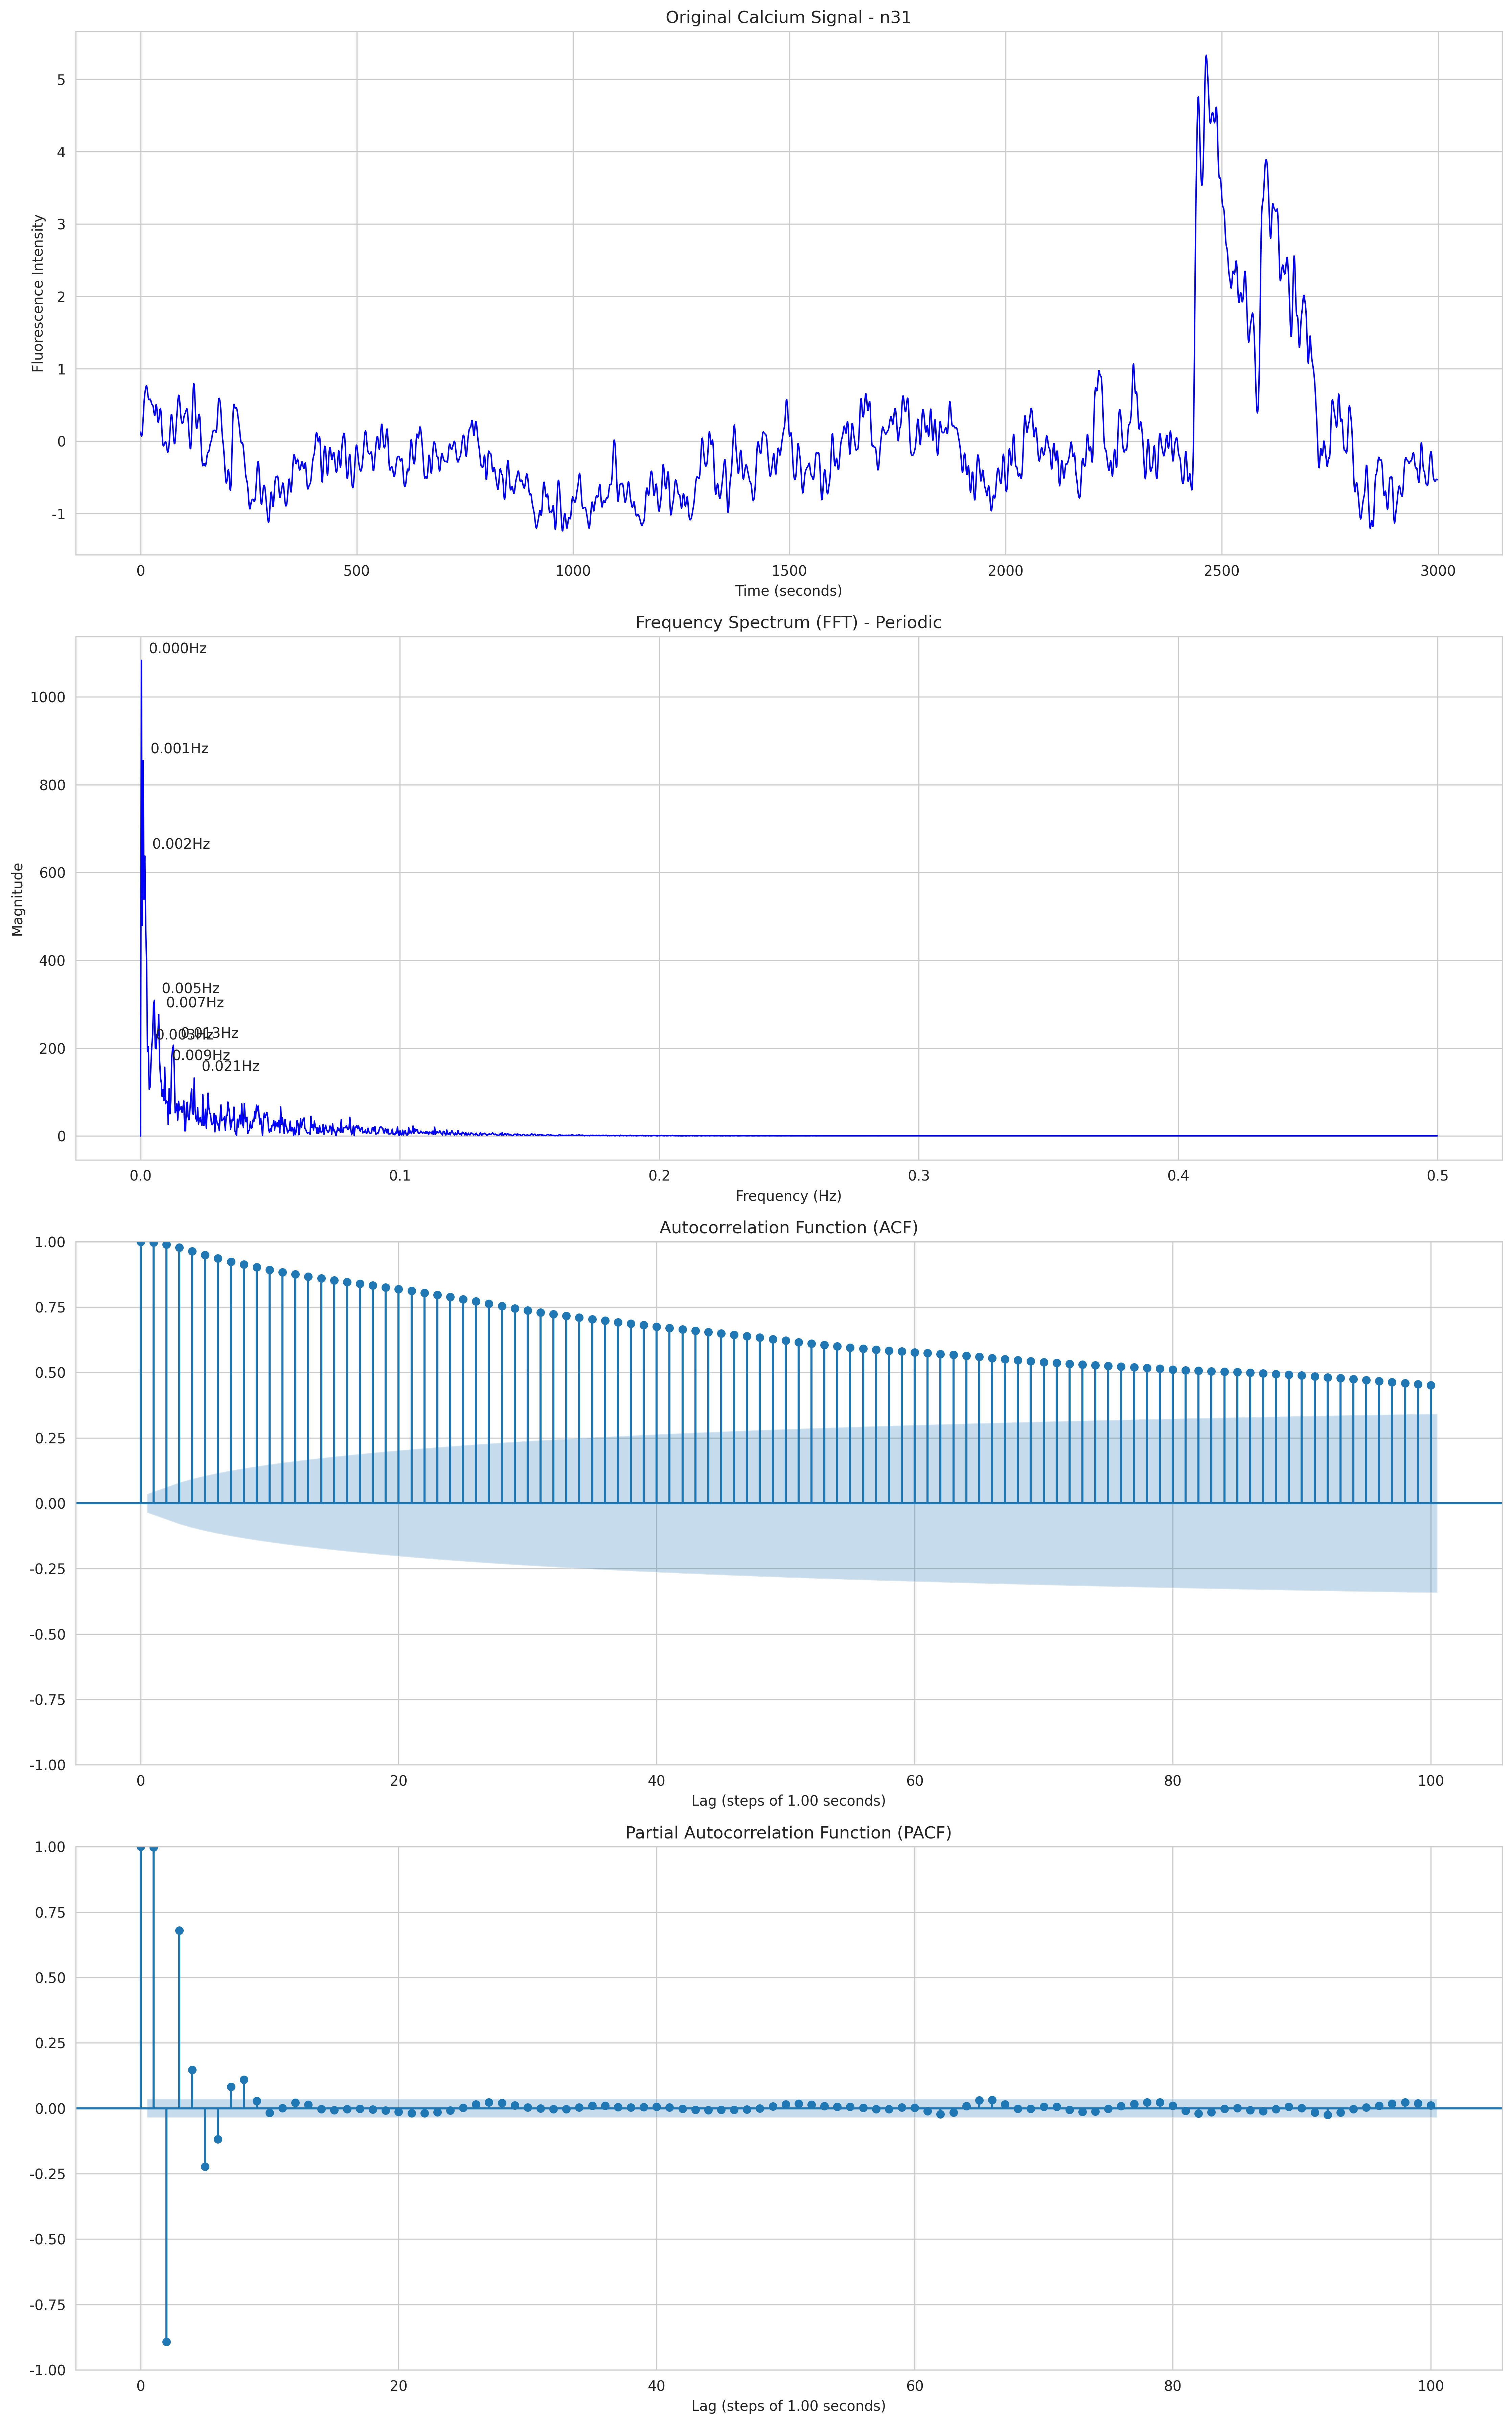 Original Calcium Signal - n31
Fluorescence Intensity
5
4
3
2
1
0
-1
0 500 1000 1500 2000 2500 3000
Time (seconds)
Frequency Spectrum (FFT) - Periodic
Magnitude
1000
800
600
400
200
0
0.000Hz
0.001Hz
0.002Hz
0.005Hz
0.007Hz
0.003Hz
0.013Hz
0.009Hz
0.021Hz
0.0 0.1 0.2 0.3 0.4 0.5
Frequency (Hz)
Autocorrelation Function (ACF)
1.00
0.75
0.50
0.25
0.00
-0.25
-0.50
-0.75
-1.00
0 20 40 60 80 100
Lag (steps of 1.00 seconds)
Partial Autocorrelation Function (PACF)
1.00
0.75
0.50
0.25
0.00
-0.25
-0.50
-0.75
-1.00
0 20 40 60 80 100
Lag (steps of 1.00 seconds)